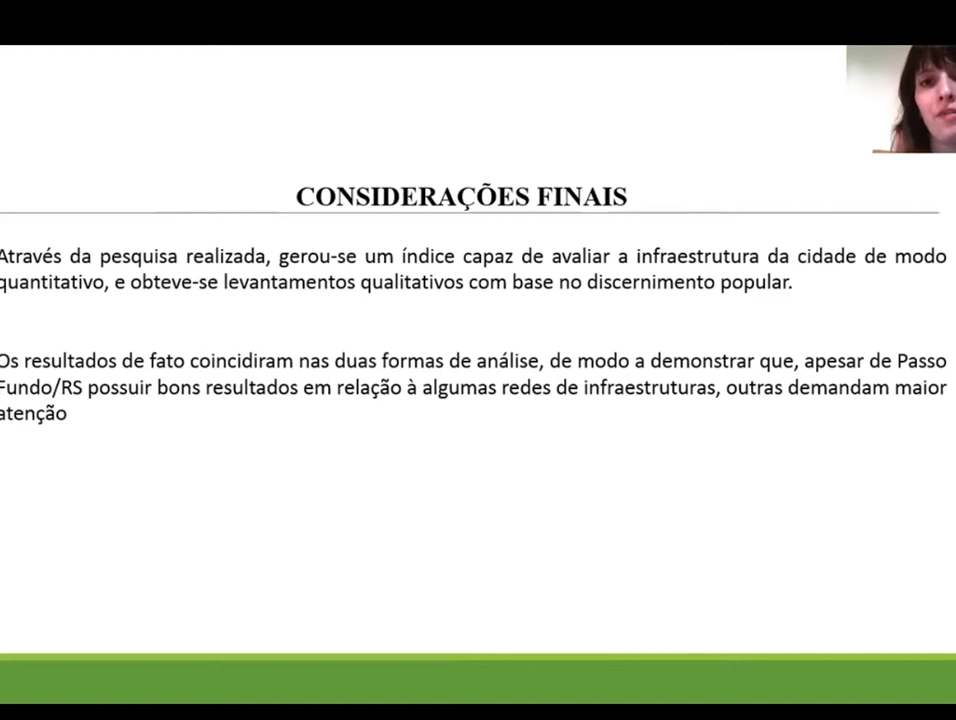 CONSIDERAÇÕES FINAIS
Através da pesquisa realizada, gerou-se um índice capaz de avaliar a infraestrutura da cidade de modo
quantitativo, e obteve-se levantamentos qualitativos com base no discernimento popular.
Os resultados de fato coincidiram nas duas formas de análise, de modo a demonstrar que, apesar de Passo
Fundo/RS possuir bons resultados em relação à algumas redes de infraestruturas, outras demandam maior
atenção